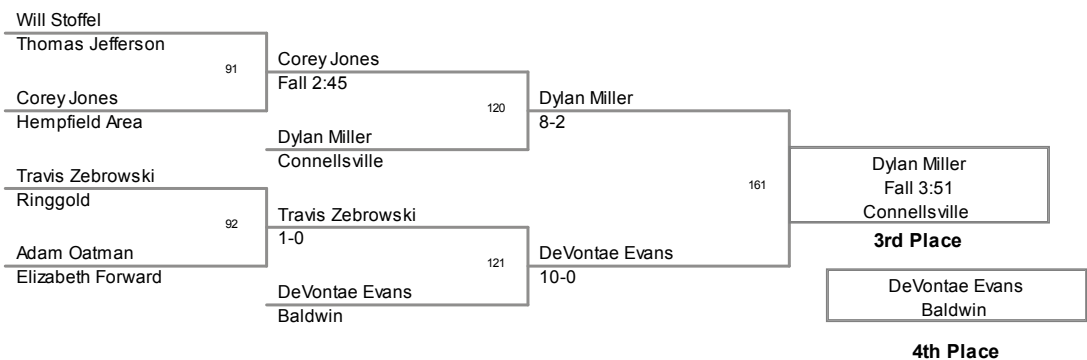 Will Stoffel
Thomas Jefferson
91
Corey Jones
Hempfield Area
Travis Zebrowski
Ringgold
92
Adam Oatman
Elizabeth Forward
Corey Jones
Fall 2:45
120
Dylan Miller
Connellsville
Travis Zebrowski
1-0
121
DeVontae Evans
Baldwin
Dylan Miller
8-2
161
DeVontae Evans
10-0
Dylan Miller
Fall 3:51
Connellsville
3rd Place
DeVontae Evans
Baldwin
4th Place